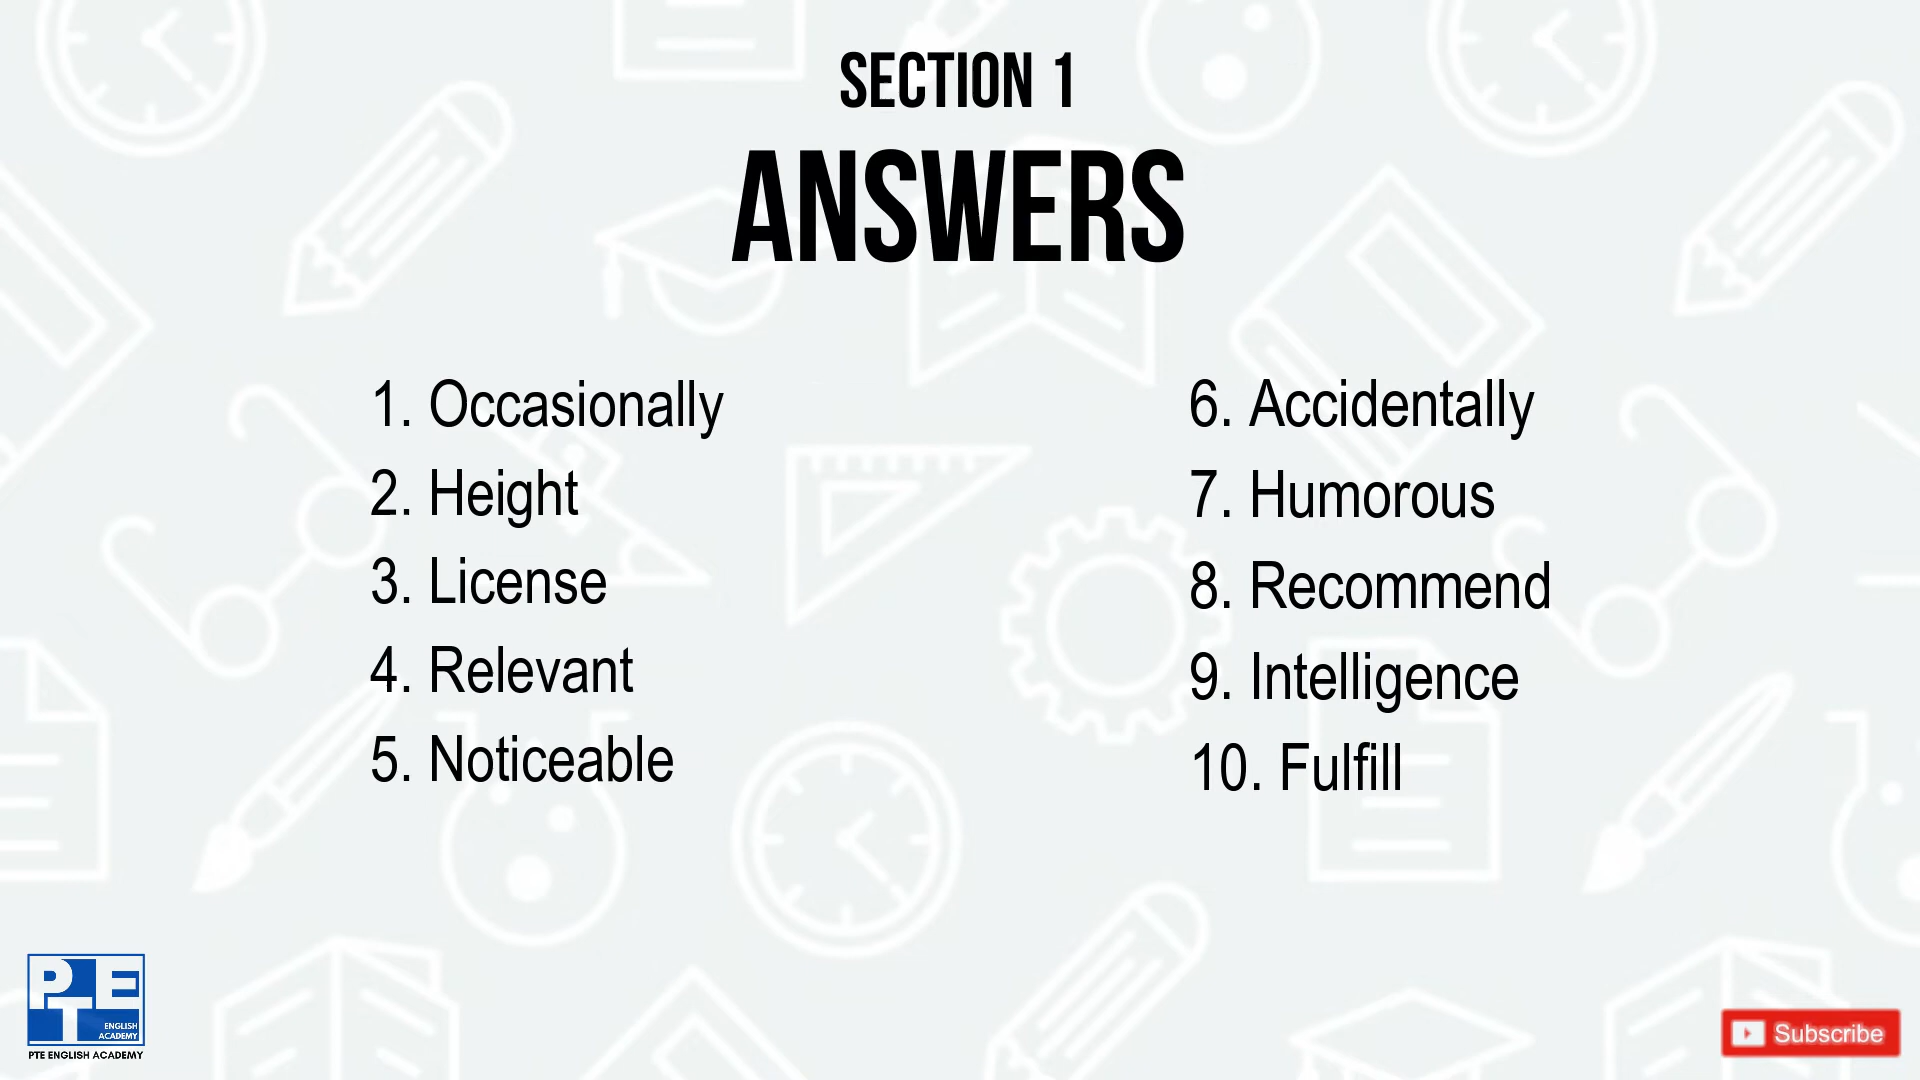 SECTION 1
ANSWERS
1. Occasionally
2. Height
3. License
4. Relevant
5. Noticeable
6. Accidentally
7. Humorous
8. Recommend
9. Intelligence
10. Fulfill
PTE
ENGLISH
ACADEMY
PTE ENGLISH ACADEMY
Subscribe